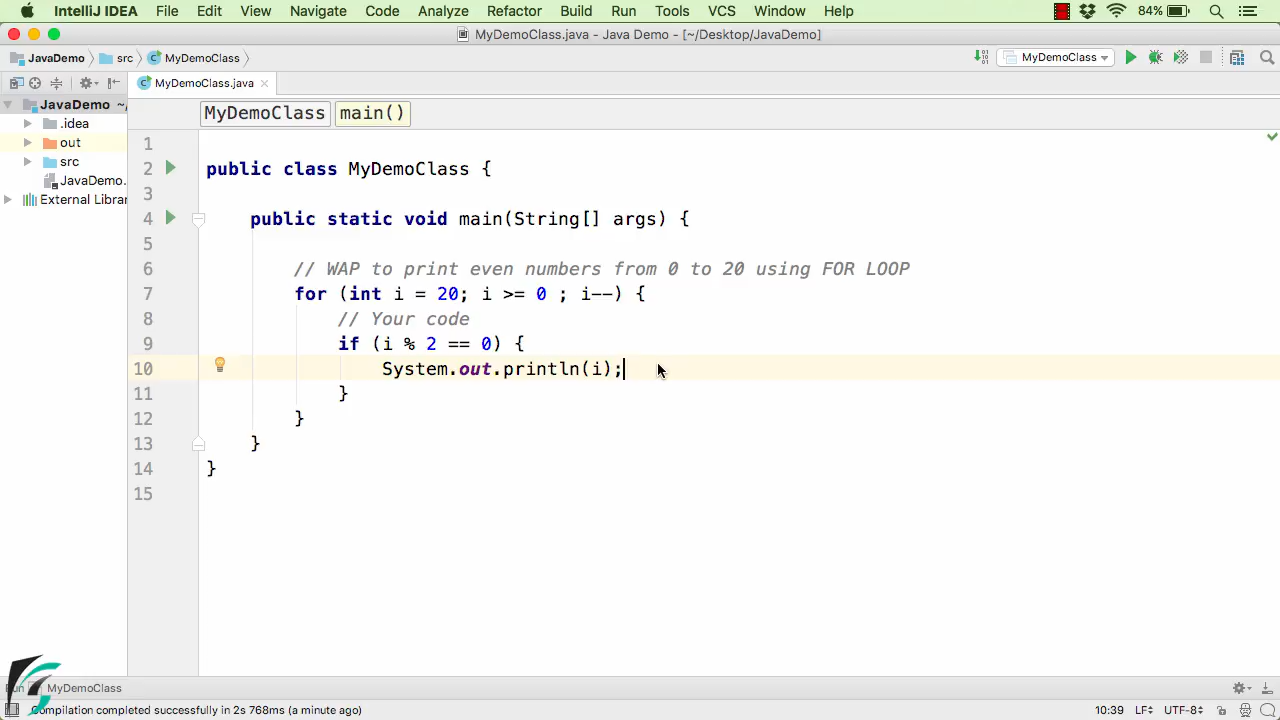 IntelliJ IDEA File Edit View Navigate Code Analyze Refactor Build Run Tools VCS Window Help 84%
MyDemoClass.java - Java Demo - [~/Desktop/JavaDemo]
JavaDemo src MyDemoClass MyDemoClass
MyDemoClass.java
JavaDemo ~/
.idea
out
src
JavaDemo.
External Librar
MyDemoClass main()
1
2 public class MyDemoClass {
3
4 public static void main(String[] args) {
5
6 // WAP to print even numbers from 0 to 20 using FOR LOOP
7 for (int i = 20; i >= 0 ; i--) {
8 // Your code
9 if (i % 2 == 0) {
10 System.out.println(i);
11 }
12 }
13 }
14 }
15
MyDemoClass
Compilation completed successfully in 2s 768ms (a minute ago) 10:39 LF UTF-8